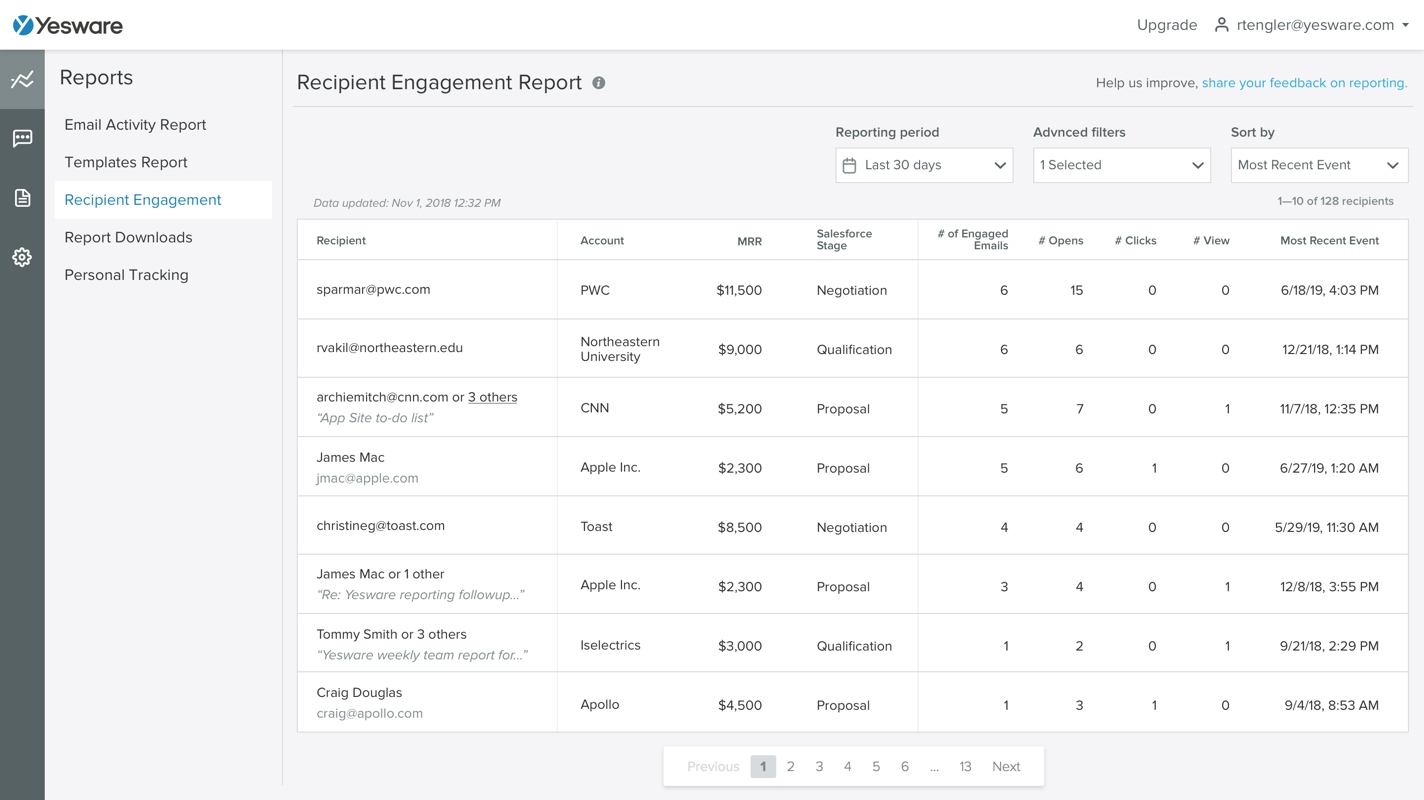 Yesware
Upgrade rtengler@yesware.com
Reports
Email Activity Report
Templates Report
Recipient Engagement
Report Downloads
Personal Tracking
Recipient Engagement Report
Help us improve, share your feedback on reporting.
Reporting period Advnced filters Sort by
Last 30 days 1 Selected Most Recent Event
Data updated: Nov 1, 2018 12:32 PM
1—10 of 128 recipients
Recipient Account MRR Salesforce Stage # of Engaged Emails # Opens # Clicks # View Most Recent Event
sparmar@pwc.com PWC $11,500 Negotiation 6 15 0 0 6/18/19, 4:03 PM
rvakil@northeastern.edu Northeastern University $9,000 Qualification 6 6 0 0 12/21/18, 1:14 PM
archiemitch@cnn.com or 3 others CNN $5,200 Proposal 5 7 0 1 11/7/18, 12:35 PM
“App Site to-do list”
James Mac Apple Inc. $2,300 Proposal 5 6 1 0 6/27/19, 1:20 AM
jmac@apple.com
christineg@toast.com Toast $8,500 Negotiation 4 4 0 0 5/29/19, 11:30 AM
James Mac or 1 other Apple Inc. $2,300 Proposal 3 4 0 1 12/8/18, 3:55 PM
“Re: Yesware reporting followup...”
Tommy Smith or 3 others Iselectrics $3,000 Qualification 1 2 0 1 9/21/18, 2:29 PM
“Yesware weekly team report for...”
Craig Douglas Apollo $4,500 Proposal 1 3 1 0 9/4/18, 8:53 AM
craig@apollo.com
Previous 1 2 3 4 5 6 ... 13 Next